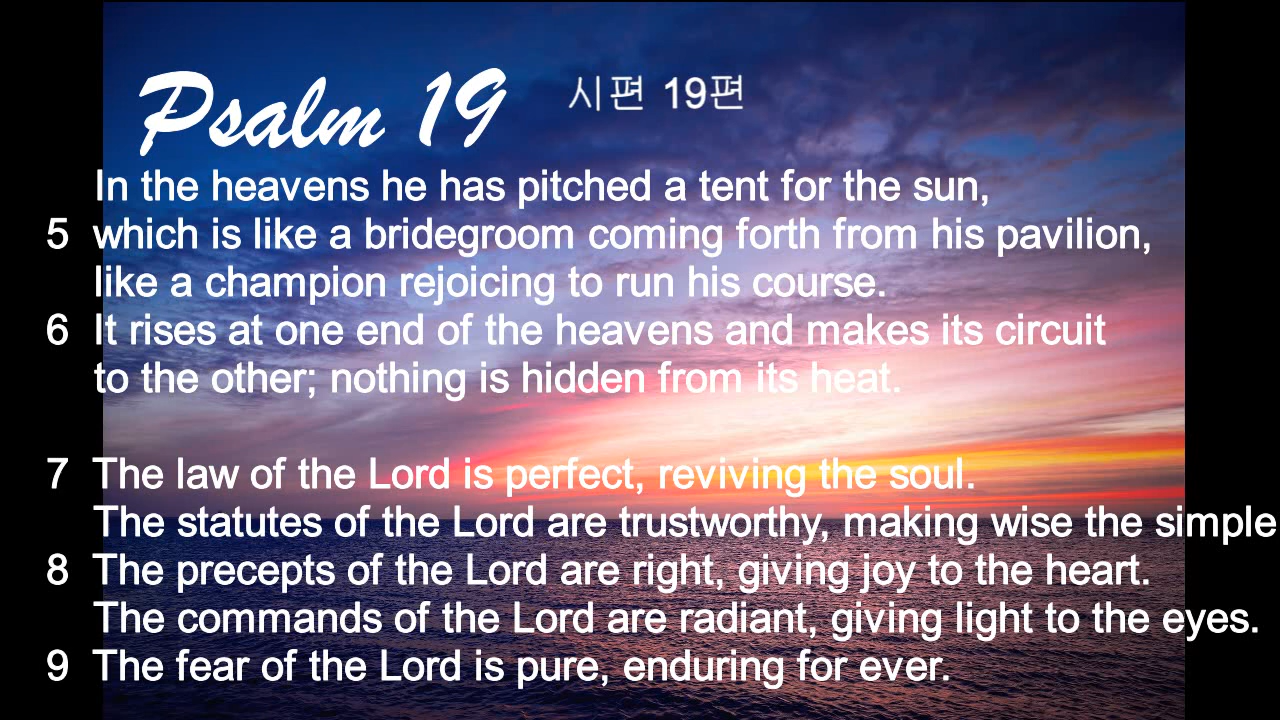 Psalm 19 시편 19편
In the heavens he has pitched a tent for the sun,
5 which is like a bridegroom coming forth from his pavilion,
like a champion rejoicing to run his course.
6 It rises at one end of the heavens and makes its circuit
to the other; nothing is hidden from its heat.
7 The law of the Lord is perfect, reviving the soul.
The statutes of the Lord are trustworthy, making wise the simple
8 The precepts of the Lord are right, giving joy to the heart.
The commands of the Lord are radiant, giving light to the eyes.
9 The fear of the Lord is pure, enduring for ever.